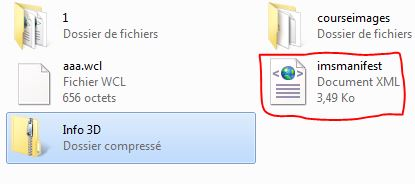 1
Dossier de fichiers
courseimages
Dossier de fichiers
aaa.wcl
Fichier WCL
656 octets
imsmanifest
Document XML
3,49 Ko
Info 3D
Dossier compressé